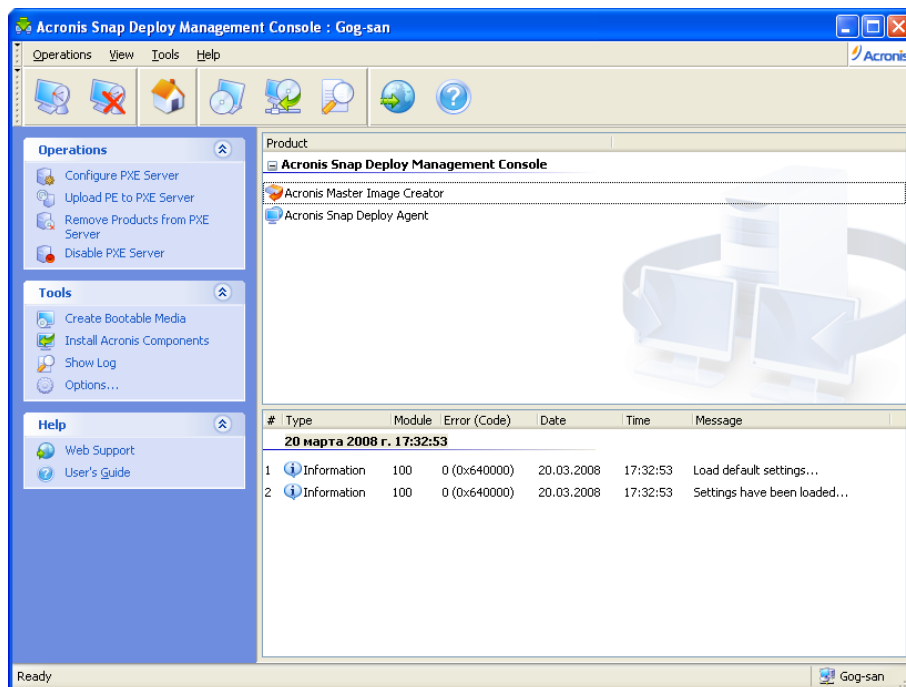 Acronis Snap Deploy Management Console : Gog-san
Operations View Tools Help
Acronis
Operations
Configure PXE Server
Upload PE to PXE Server
Remove Products from PXE
Server
Disable PXE Server
Tools
Create Bootable Media
Install Acronis Components
Show Log
Options...
Help
Web Support
User's Guide
Product
Acronis Snap Deploy Management Console
Acronis Master Image Creator
Acronis Snap Deploy Agent
# Type Module Error (Code) Date Time Message
20 марта 2008 г. 17:32:53
1 Information 100 0 (0x640000) 20.03.2008 17:32:53 Load default settings...
2 Information 100 0 (0x640000) 20.03.2008 17:32:53 Settings have been loaded...
Ready
Gog-san